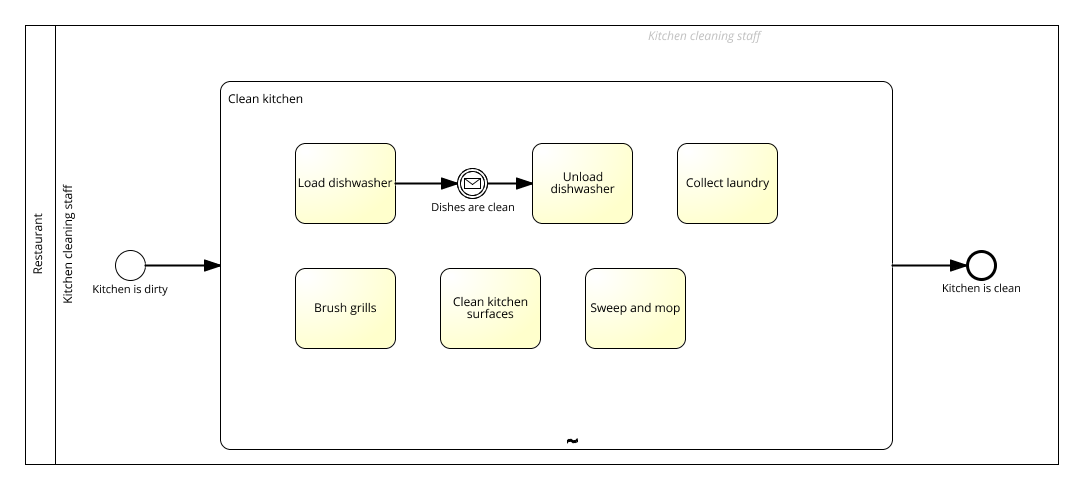 Kitchen cleaning staff
Restaurant
Kitchen cleaning staff
Clean kitchen
Load dishwasher
Dishes are clean
Unload
dishwasher
Collect laundry
Kitchen is dirty
Kitchen is clean
Brush grills
Clean kitchen
surfaces
Sweep and mop
~